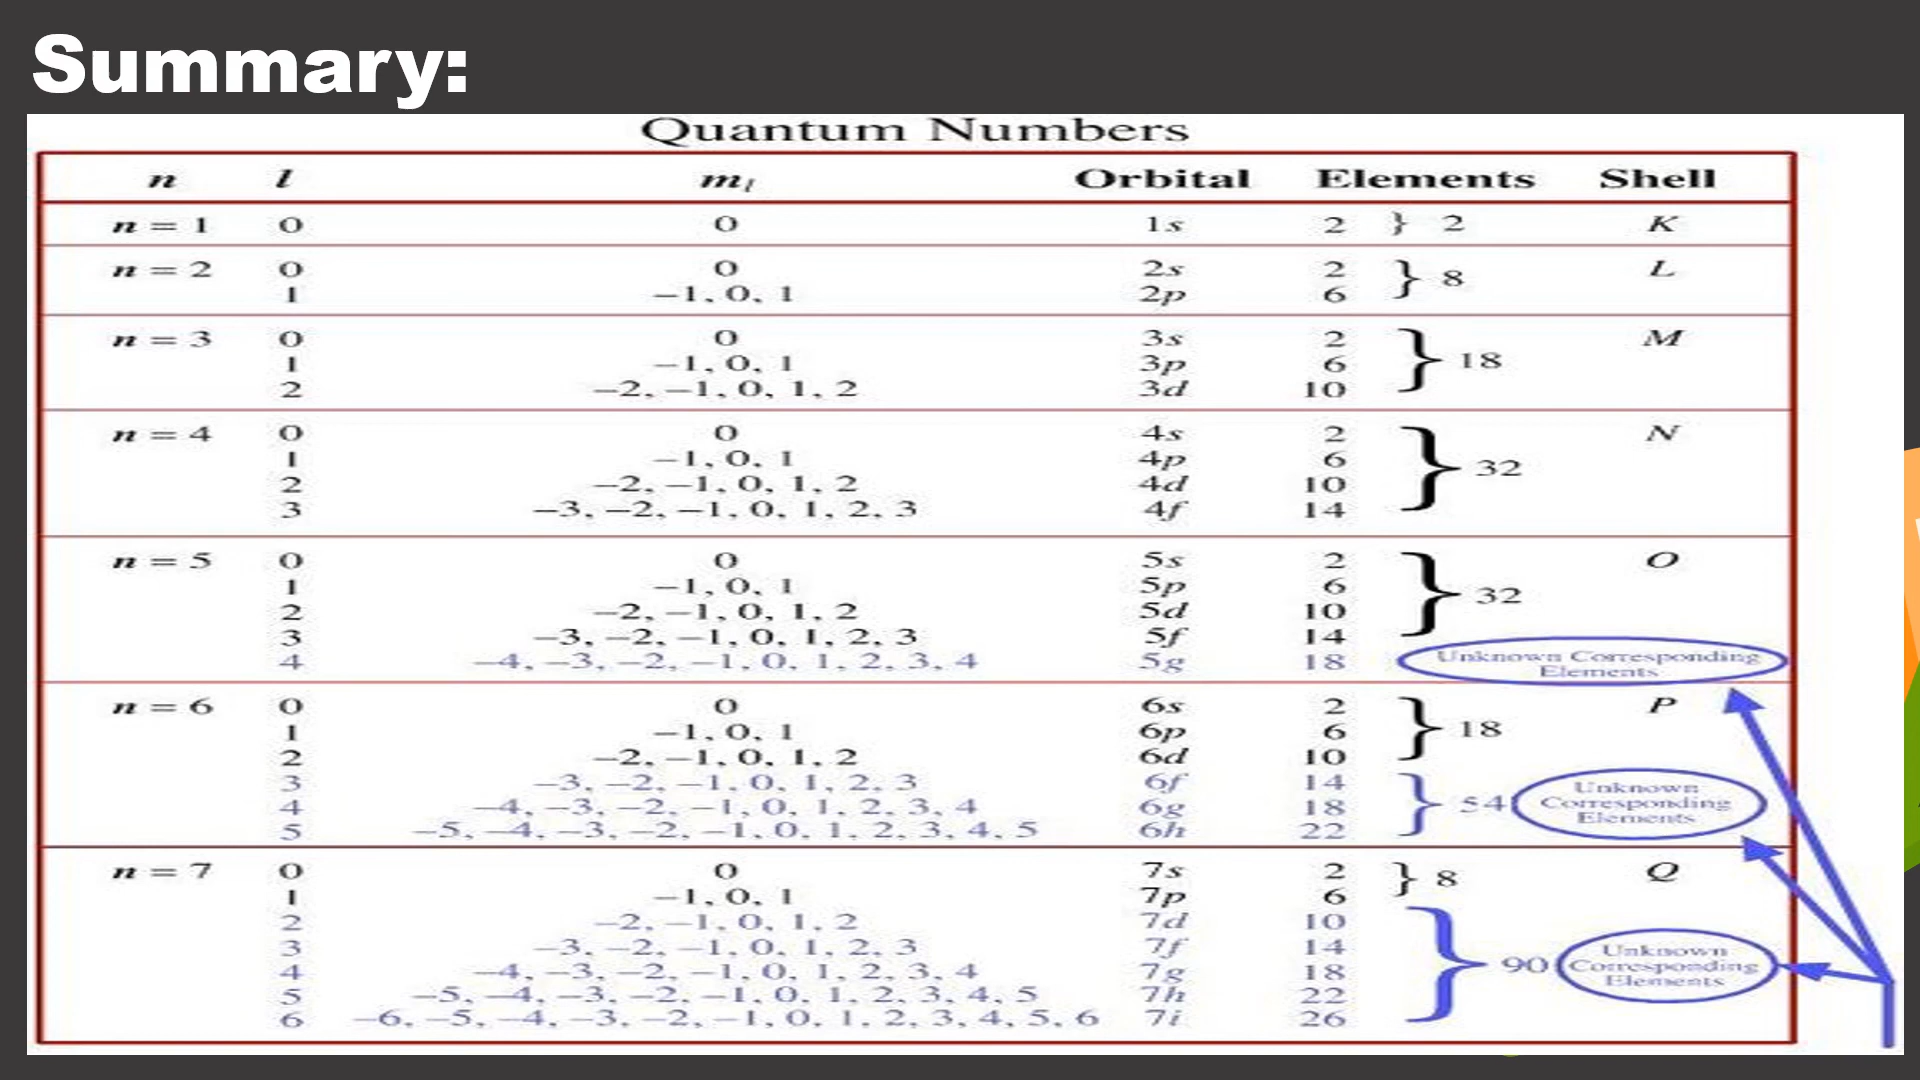 Summary:
Quantum Numbers
n l mₗ Orbital Elements Shell
n = 1 0 0 1s 2 } 2 K
n = 2 0 0 2s 2 } 8 L
1 −1, 0, 1 2p 6
n = 3 0 0 3s 2 } 18 M
1 −1, 0, 1 3p 6
2 −2, −1, 0, 1, 2 3d 10
n = 4 0 0 4s 2 } 32 N
1 −1, 0, 1 4p 6
2 −2, −1, 0, 1, 2 4d 10
3 −3, −2, −1, 0, 1, 2, 3 4f 14
n = 5 0 0 5s 2 } 32 O
1 −1, 0, 1 5p 6
2 −2, −1, 0, 1, 2 5d 10
3 −3, −2, −1, 0, 1, 2, 3 5f 14
4 −4, −3, −2, −1, 0, 1, 2, 3, 4 5g 18 Unknown Corresponding
Elements
n = 6 0 0 6s 2 } 18 P
1 −1, 0, 1 6p 6
2 −2, −1, 0, 1, 2 6d 10
3 −3, −2, −1, 0, 1, 2, 3 6f 14 Unknown
4 −4, −3, −2, −1, 0, 1, 2, 3, 4 6g 18 } 54 Corresponding
5 −5, −4, −3, −2, −1, 0, 1, 2, 3, 4, 5 6h 22 Elements
n = 7 0 0 7s 2 } 8 Q
1 −1, 0, 1 7p 6
2 −2, −1, 0, 1, 2 7d 10
3 −3, −2, −1, 0, 1, 2, 3 7f 14 Unknown
4 −4, −3, −2, −1, 0, 1, 2, 3, 4 7g 18 } 90 Corresponding
5 −5, −4, −3, −2, −1, 0, 1, 2, 3, 4, 5 7h 22 Elements
6 −6, −5, −4, −3, −2, −1, 0, 1, 2, 3, 4, 5, 6 7i 26